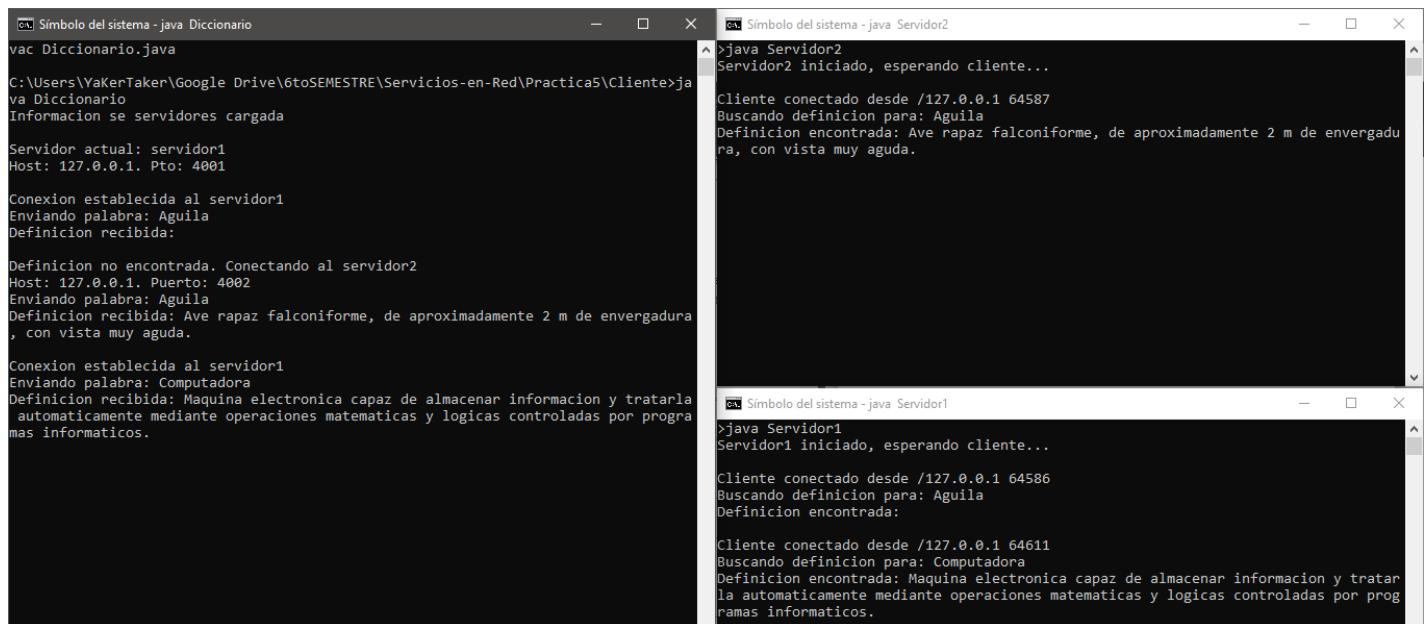 Símbolo del sistema - java Diccionario
vac Diccionario.java
C:\Users\YaKerTaker\Google Drive\6toSEMESTRE\Servicios-en-Red\Practica5\Cliente>ja
va Diccionario
Informacion se servidores cargada
Servidor actual: servidor1
Host: 127.0.0.1. Pto: 4001
Conexion establecida al servidor1
Enviando palabra: Aguila
Definicion recibida:
Definicion no encontrada. Conectando al servidor2
Host: 127.0.0.1. Puerto: 4002
Enviando palabra: Aguila
Definicion recibida: Ave rapaz falconiforme, de aproximadamente 2 m de envergadura
, con vista muy aguda.
Conexion establecida al servidor1
Enviando palabra: Computadora
Definicion recibida: Maquina electronica capaz de almacenar informacion y tratarla
automaticamente mediante operaciones matematicas y logicas controladas por progra
mas informaticos.
Símbolo del sistema - java Servidor2
>java Servidor2
Servidor2 iniciado, esperando cliente...
Cliente conectado desde /127.0.0.1 64587
Buscando definicion para: Aguila
Definicion encontrada: Ave rapaz falconiforme, de aproximadamente 2 m de envergadu
ra, con vista muy aguda.
Símbolo del sistema - java Servidor1
>java Servidor1
Servidor1 iniciado, esperando cliente...
Cliente conectado desde /127.0.0.1 64586
Buscando definicion para: Aguila
Definicion encontrada:
Cliente conectado desde /127.0.0.1 64611
Buscando definicion para: Computadora
Definicion encontrada: Maquina electronica capaz de almacenar informacion y tratar
la automaticamente mediante operaciones matematicas y logicas controladas por prog
ramas informaticos.